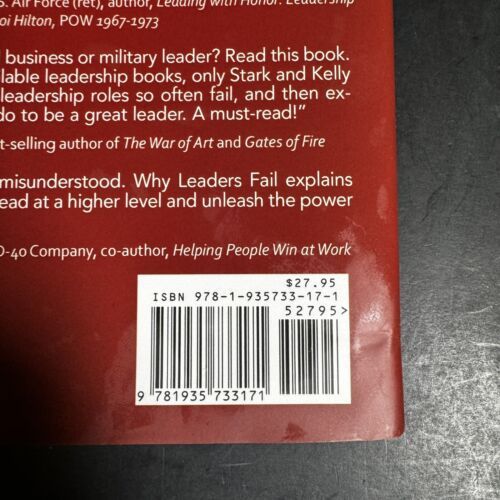 S. Air Force (ret), author, Leading with Honor: Leadership
oi Hilton, POW 1967-1973
business or military leader? Read this book.
lable leadership books, only Stark and Kelly
leadership roles so often fail, and then ex-
do to be a great leader. A must-read!”
t-selling author of The War of Art and Gates of Fire
misunderstood. Why Leaders Fail explains
ead at a higher level and unleash the power
D-40 Company, co-author, Helping People Win at Work
$27.95
ISBN 978-1-935733-17-1
52795>
9 781935 733171